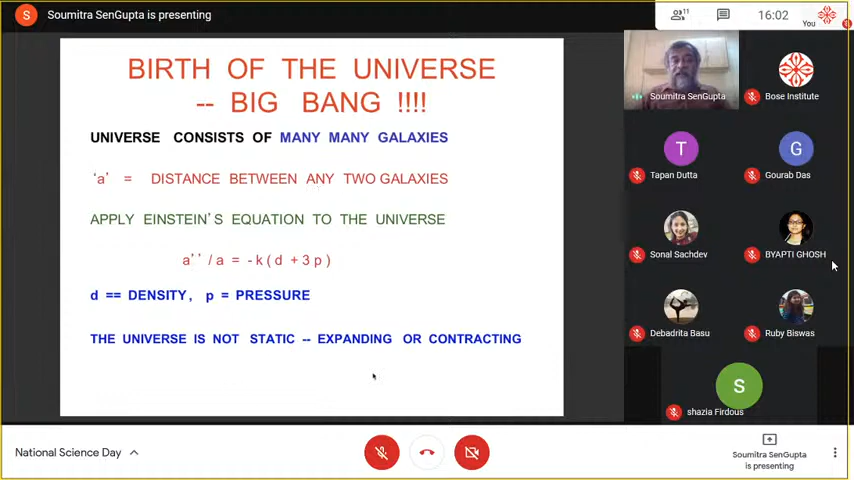 S Soumitra SenGupta is presenting
11
16:02
You
BIRTH OF THE UNIVERSE
-- BIG BANG !!!!
UNIVERSE CONSISTS OF MANY MANY GALAXIES
‘a’ = DISTANCE BETWEEN ANY TWO GALAXIES
APPLY EINSTEIN’S EQUATION TO THE UNIVERSE
a’’ / a = - k ( d + 3 p )
d == DENSITY, p = PRESSURE
THE UNIVERSE IS NOT STATIC -- EXPANDING OR CONTRACTING
Soumitra SenGupta
Bose Institute
T
Tapan Dutta
G
Gourab Das
Sonal Sachdev
BYAPTI GHOSH
Debadrita Basu
Ruby Biswas
S
shazia Firdous
National Science Day
Soumitra SenGupta
is presenting